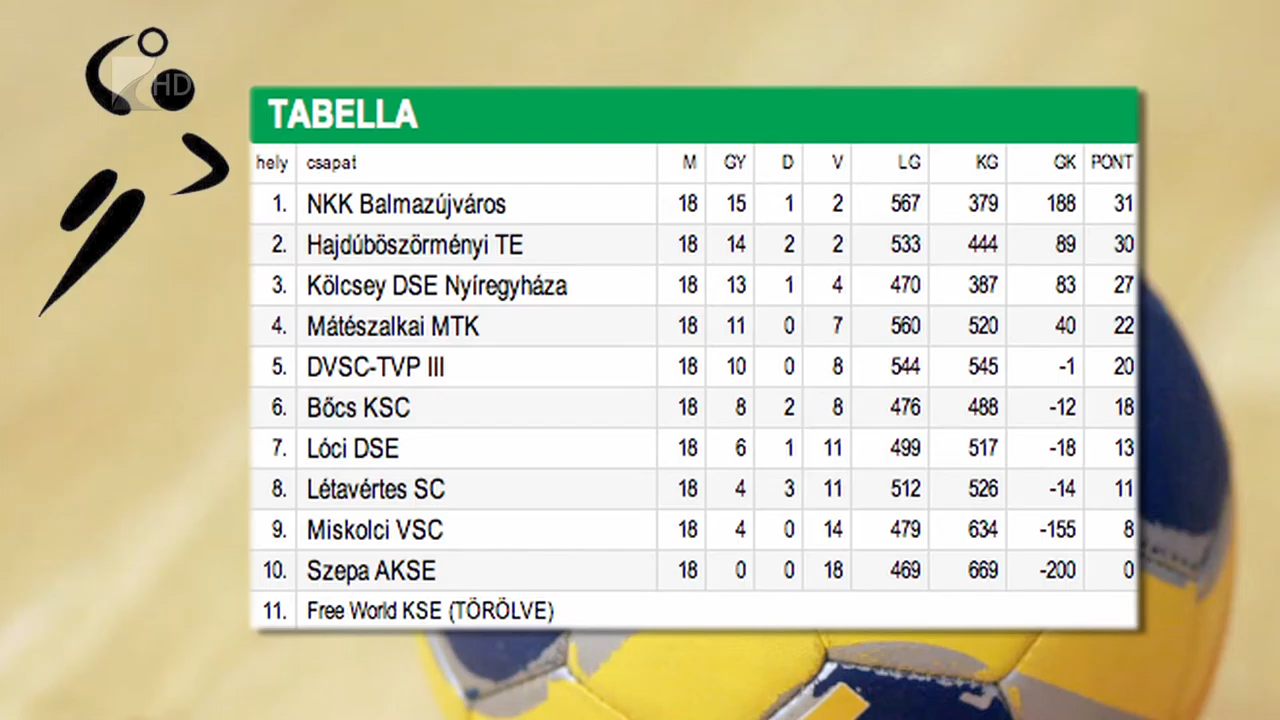 HD
TABELLA
hely csapat M GY D V LG KG GK PONT
1. NKK Balmazújváros 18 15 1 2 567 379 188 31
2. Hajdúböszörményi TE 18 14 2 2 533 444 89 30
3. Kölcsey DSE Nyíregyháza 18 13 1 4 470 387 83 27
4. Mátészalkai MTK 18 11 0 7 560 520 40 22
5. DVSC-TVP III 18 10 0 8 544 545 -1 20
6. Bőcs KSC 18 8 2 8 476 488 -12 18
7. Lóci DSE 18 6 1 11 499 517 -18 13
8. Létavértes SC 18 4 3 11 512 526 -14 11
9. Miskolci VSC 18 4 0 14 479 634 -155 8
10. Szepa AKSE 18 0 0 18 469 669 -200 0
11. Free World KSE (TÖRÖLVE)